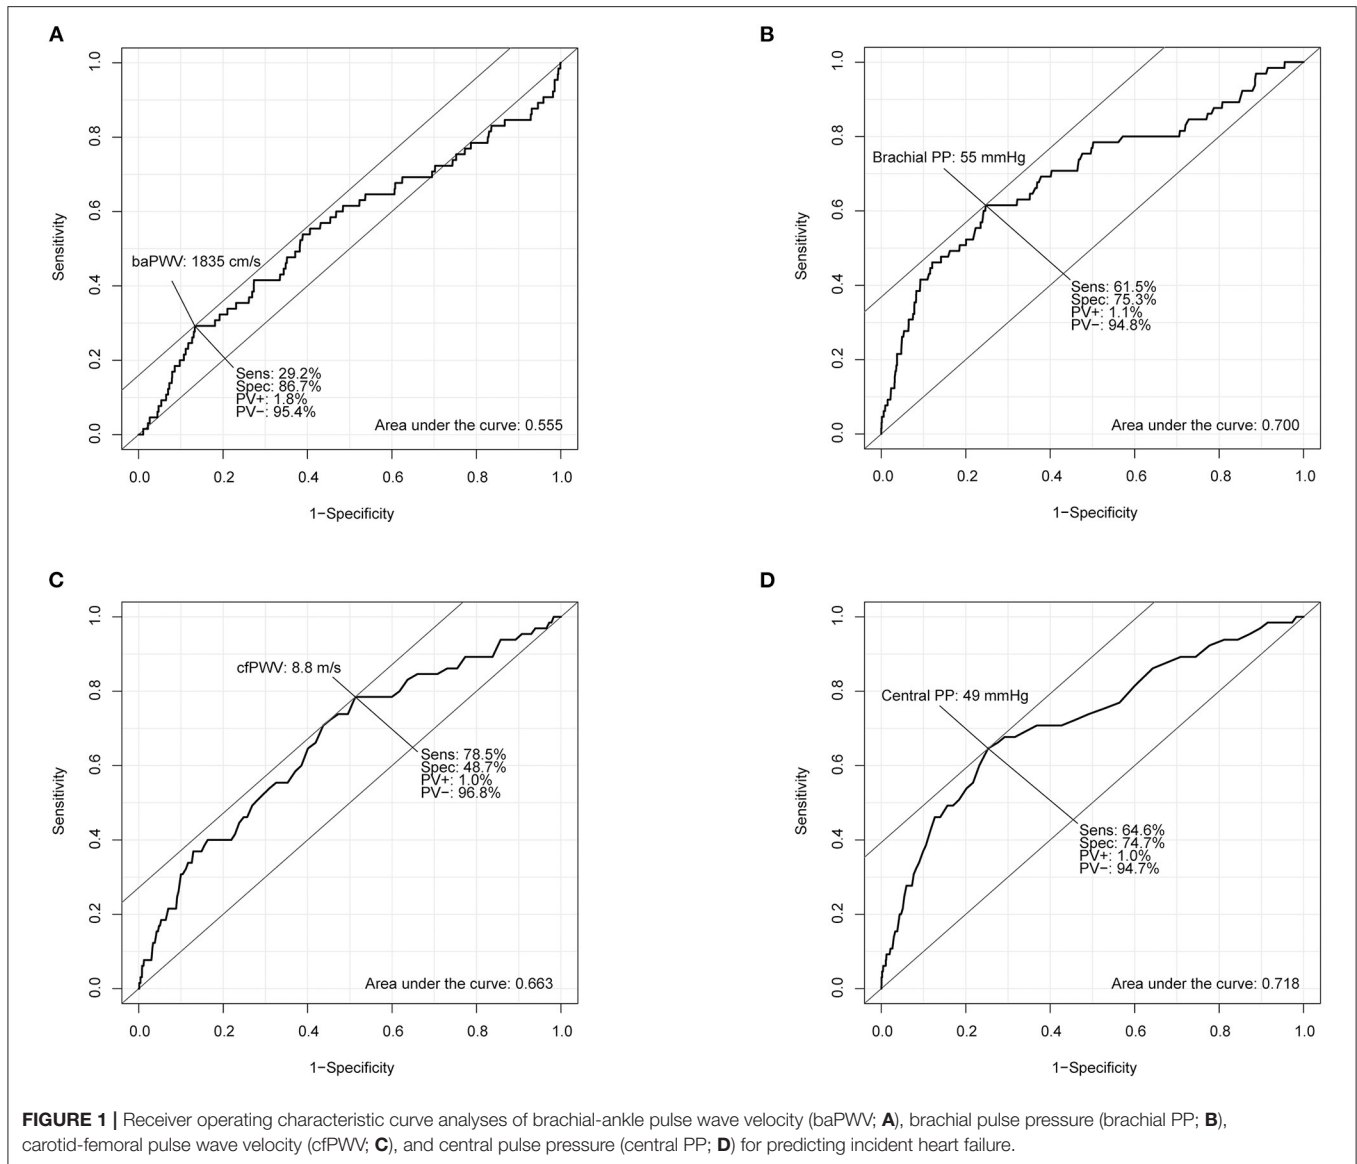 A
1.0
0.8
0.6
0.4
0.2
0.0
Sensitivity
baPWV: 1835 cm/s
Sens: 29.2%
Spec: 86.7%
PV+: 1.8%
PV−: 95.4%
Area under the curve: 0.555
0.0 0.2 0.4 0.6 0.8 1.0
1−Specificity
B
1.0
0.8
0.6
0.4
0.2
0.0
Sensitivity
Brachial PP: 55 mmHg
Sens: 61.5%
Spec: 75.3%
PV+: 1.1%
PV−: 94.8%
Area under the curve: 0.700
0.0 0.2 0.4 0.6 0.8 1.0
1−Specificity
C
1.0
0.8
0.6
0.4
0.2
0.0
Sensitivity
cfPWV: 8.8 m/s
Sens: 78.5%
Spec: 48.7%
PV+: 1.0%
PV−: 96.8%
Area under the curve: 0.663
0.0 0.2 0.4 0.6 0.8 1.0
1−Specificity
D
1.0
0.8
0.6
0.4
0.2
0.0
Sensitivity
Central PP: 49 mmHg
Sens: 64.6%
Spec: 74.7%
PV+: 1.0%
PV−: 94.7%
Area under the curve: 0.718
0.0 0.2 0.4 0.6 0.8 1.0
1−Specificity
FIGURE 1 | Receiver operating characteristic curve analyses of brachial-ankle pulse wave velocity (baPWV; A), brachial pulse pressure (brachial PP; B),
carotid-femoral pulse wave velocity (cfPWV; C), and central pulse pressure (central PP; D) for predicting incident heart failure.